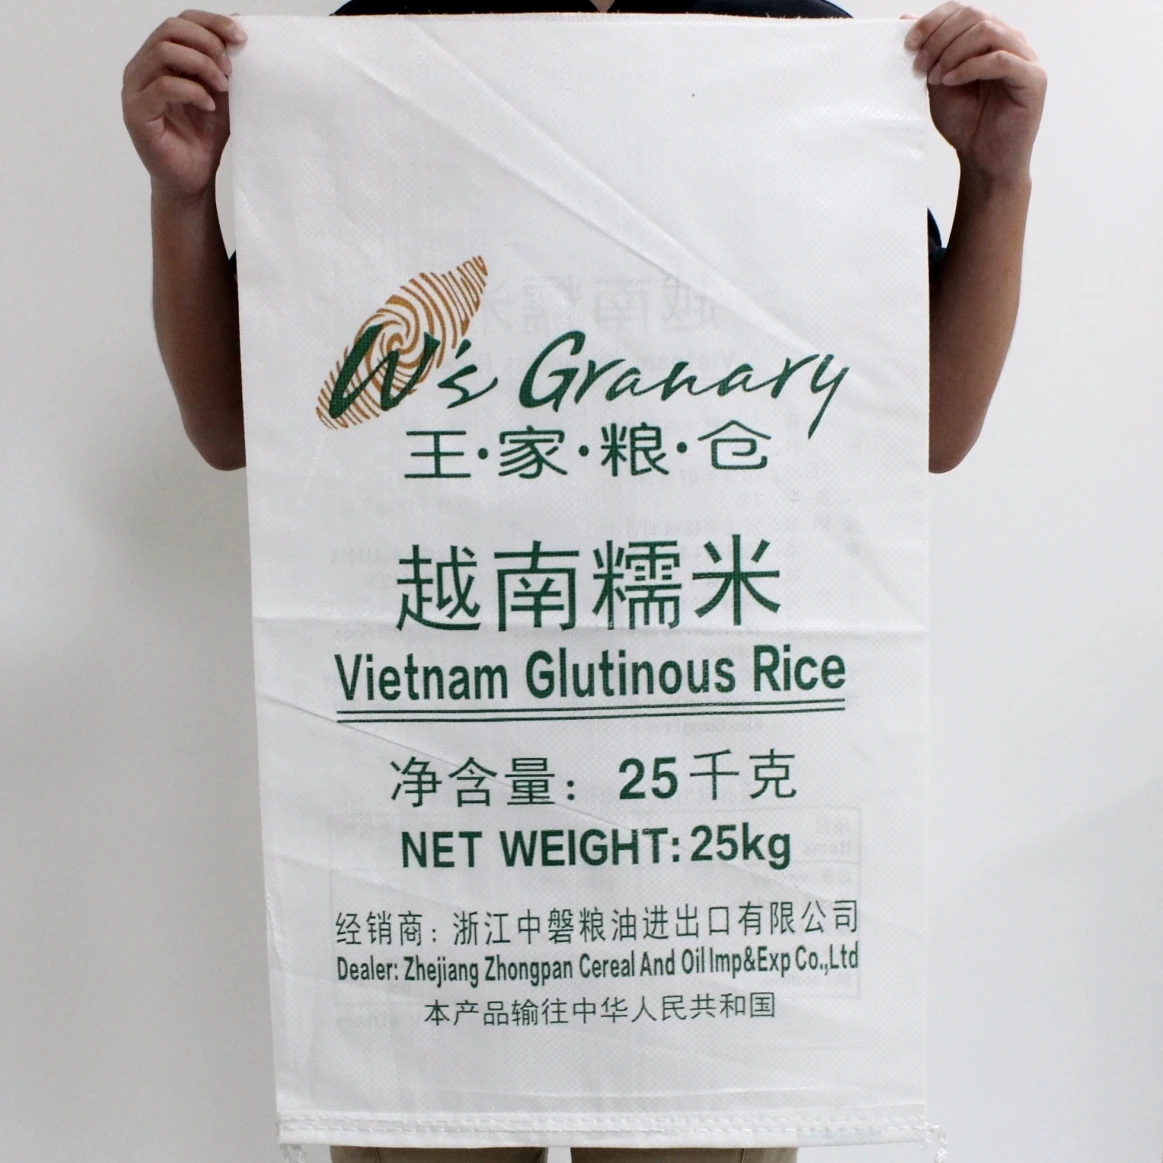 W's Granary
王·家·粮·仓
越南糯米
Vietnam Glutinous Rice
净含量：25千克
NET WEIGHT:25kg
经销商：浙江中磐粮油进出口有限公司
Dealer: Zhejiang Zhongpan Cereal And Oil Imp&Exp Co.,Ltd
本产品输往中华人民共和国